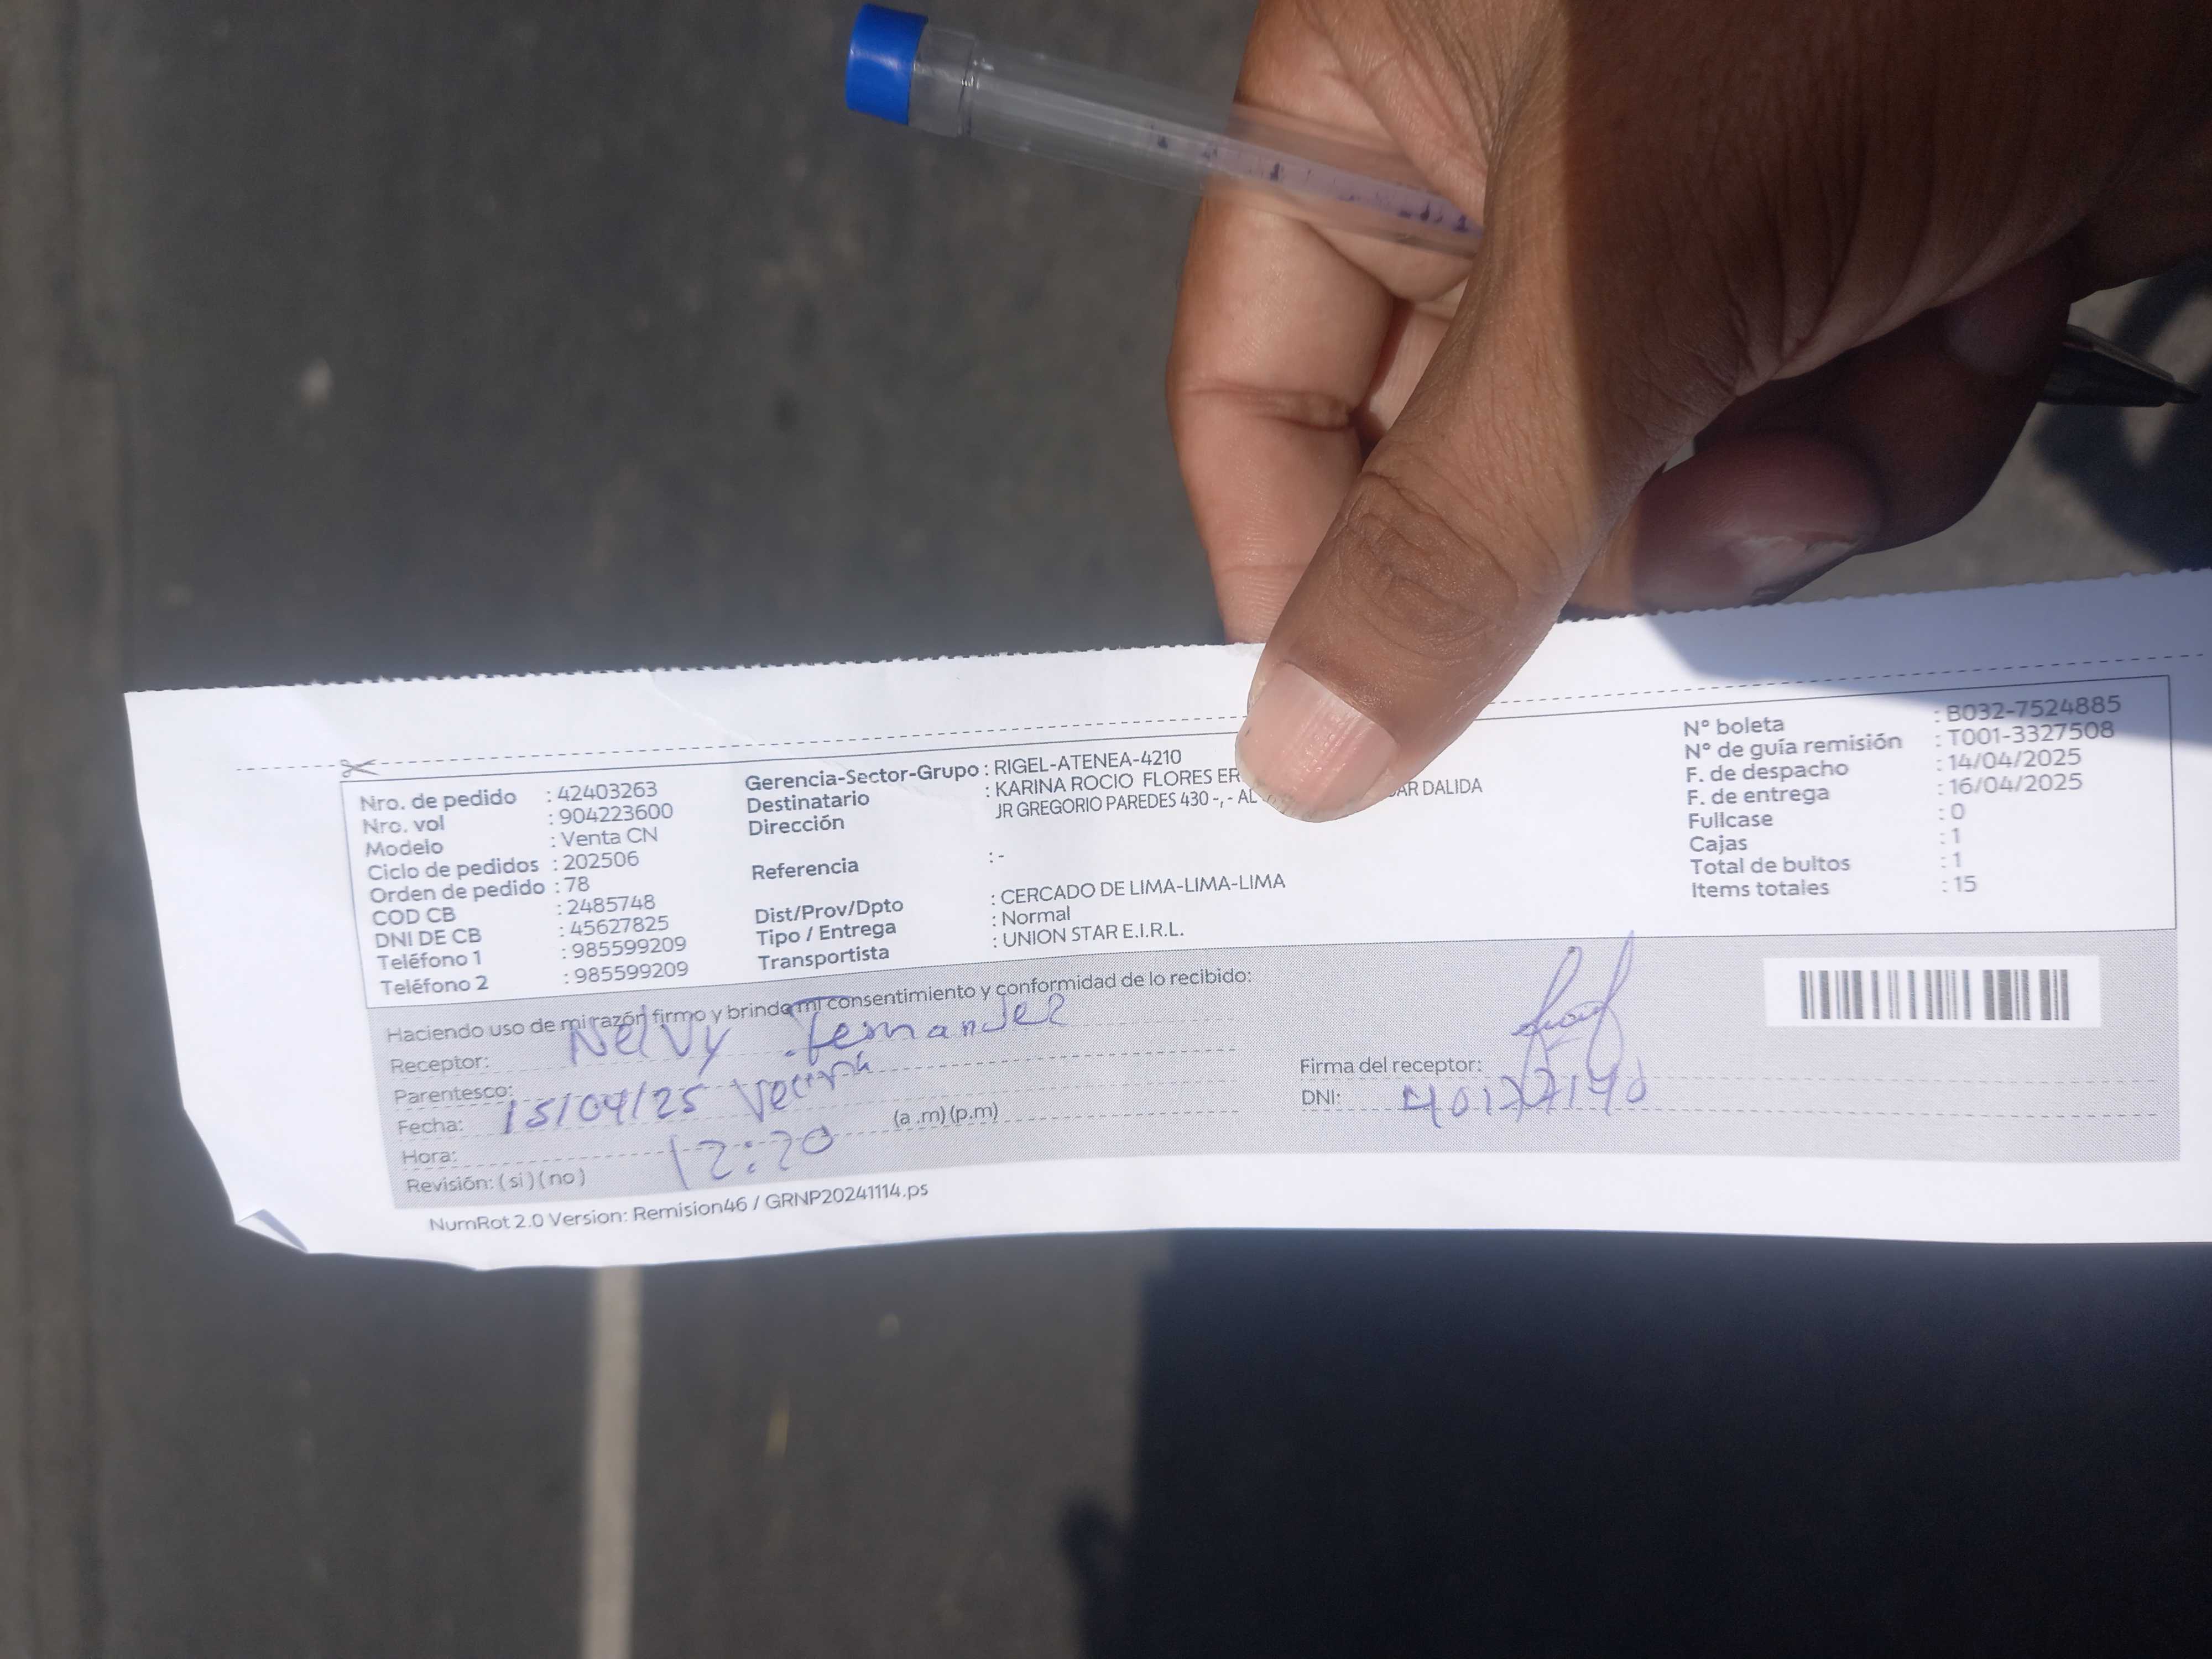 Nro. de pedido : 42403263
Nro. vol : 904223600
Modelo : Venta CN
Ciclo de pedidos : 202506
Orden de pedido : 78
COD CB : 2485748
DNI DE CB : 45627825
Teléfono 1 : 985599209
Teléfono 2 : 985599209
Gerencia-Sector-Grupo : RIGEL-ATENEA-4210
Destinatario : KARINA ROCIO FLORES
Dirección JR GREGORIO PAREDES 430 -, - DALIDA
Referencia : -
Dist/Prov/Dpto : CERCADO DE LIMA-LIMA-LIMA
Tipo / Entrega : Normal
Transportista : UNION STAR E.I.R.L.
N° boleta : B032-7524885
N° de guía remisión : T001-3327508
F. de despacho : 14/04/2025
F. de entrega : 16/04/2025
Fullcase : 0
Cajas : 1
Total de bultos : 1
Items totales : 15
Haciendo uso de mi razón firmo y brindo mi consentimiento y conformidad de lo recibido:
Receptor: Nelvy Fernandez
Parentesco: Vecina
Fecha: 15/04/25
Hora: 12:20 (a .m) (p.m)
Revisión: ( si ) ( no )
Firma del receptor:
DNI:
NumRot 2.0 Version: Remision46 / GRNP20241114.ps